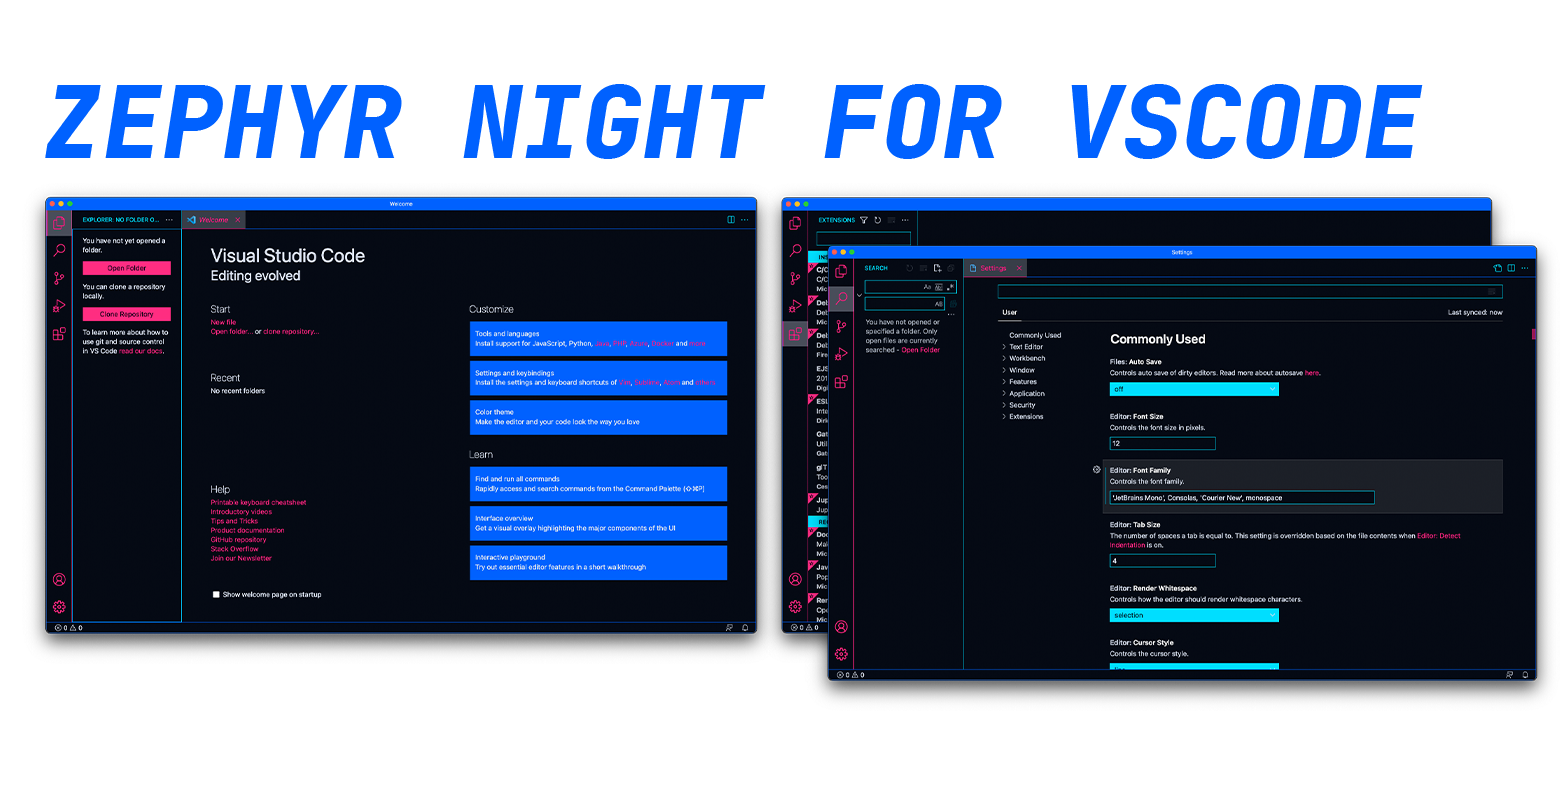 ZEPHYR NIGHT FOR VSCODE
Welcome
EXPLORER: NO FOLDER O...
Welcome
You have not yet opened a
folder.
Open Folder
You can clone a repository
locally.
Clone Repository
To learn more about how to
use git and source control
in VS Code read our docs.
Visual Studio Code
Editing evolved
Start
New file
Open folder... or clone repository...
Recent
No recent folders
Help
Printable keyboard cheatsheet
Introductory videos
Tips and Tricks
Product documentation
GitHub repository
Stack Overflow
Join our Newsletter
Show welcome page on startup
Customize
Tools and languages
Install support for JavaScript, Python, and
Settings and keybindings
Install the settings and keyboard shortcuts of and
Color theme
Make the editor and your code look the way you love
Learn
Find and run all commands
Rapidly access and search commands from the Command Palette (⇧⌘P)
Interface overview
Get a visual overlay highlighting the major components of the UI
Interactive playground
Try out essential editor features in a short walkthrough
0 0
EXTENSIONS
0 0
Settings
SEARCH
Settings
Aa
AB
You have not opened or
specified a folder. Only
open files are currently
searched - Open Folder
User
Last synced: now
Commonly Used
Text Editor
Workbench
Window
Features
Application
Security
Extensions
Commonly Used
Files: Auto Save
Controls auto save of dirty editors. Read more about autosave here.
off
Editor: Font Size
Controls the font size in pixels.
12
Editor: Font Family
Controls the font family.
'JetBrains Mono', Consolas, 'Courier New', monospace
Editor: Tab Size
The number of spaces a tab is equal to. This setting is overridden based on the file contents when Editor: Detect
Indentation is on.
4
Editor: Render Whitespace
Controls how the editor should render whitespace characters.
selection
Editor: Cursor Style
Controls the cursor style.
0 0